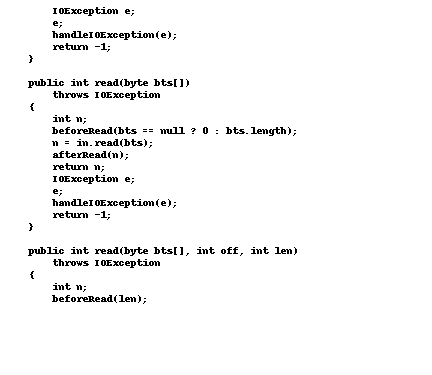 IOException e;
e;
handleIOException(e);
return -1;
}
public int read(byte bts[])
throws IOException
{
int n;
beforeRead(bts == null ? 0 : bts.length);
n = in.read(bts);
afterRead(n);
return n;
IOException e;
e;
handleIOException(e);
return -1;
}
public int read(byte bts[], int off, int len)
throws IOException
{
int n;
beforeRead(len);